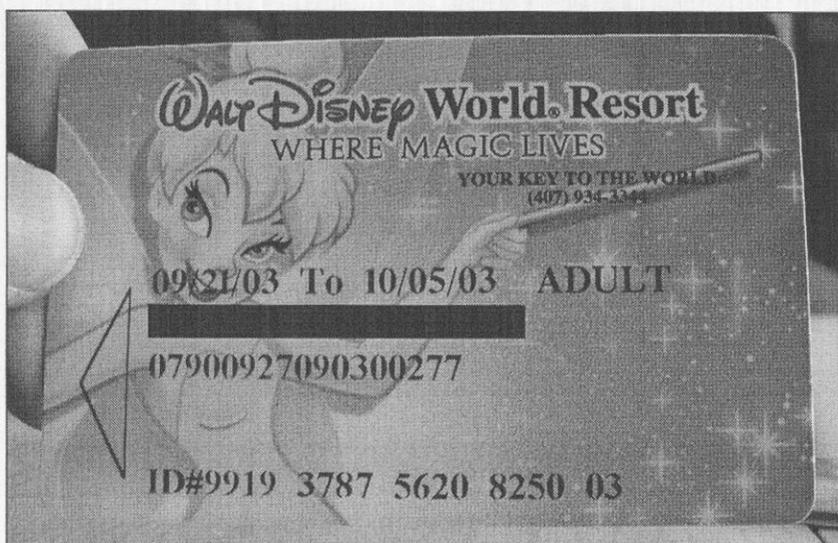 WALT DISNEY World® Resort
WHERE MAGIC LIVES
YOUR KEY TO THE WORLD
(407) 934-3344
09/21/03 To 10/05/03 ADULT
07900927090300277
ID#9919 3787 5620 8250 03